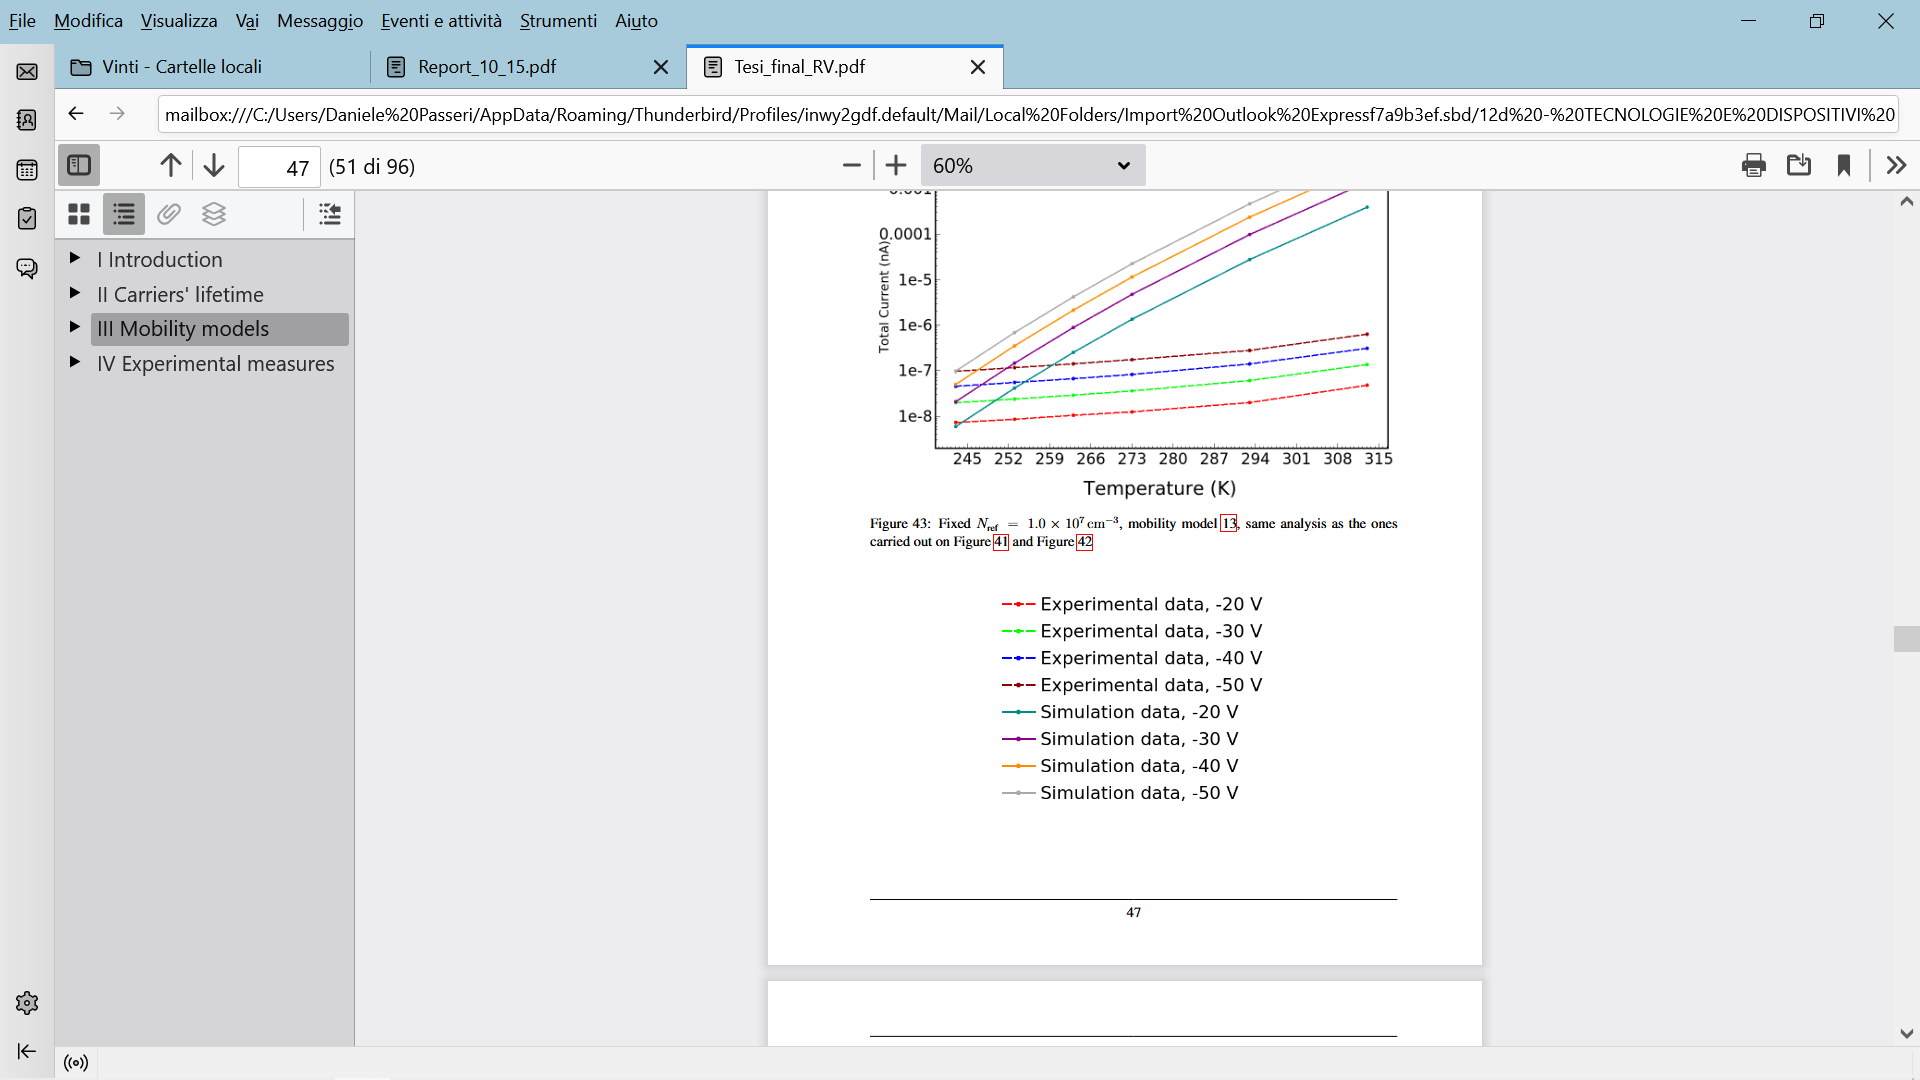 File Modifica Visualizza Vai Messaggio Eventi e attività Strumenti Aiuto
Vinti - Cartelle locali
Report_10_15.pdf
Tesi_final_RV.pdf
mailbox:///C:/Users/Daniele%20Passeri/AppData/Roaming/Thunderbird/Profiles/inwy2gdf.default/Mail/Local%20Folders/Import%20Outlook%20Expressf7a9b3ef.sbd/12d%20-%20TECNOLOGIE%20E%20DISPOSITIVI%20
47 (51 di 96)
60%
I Introduction
II Carriers' lifetime
III Mobility models
IV Experimental measures
0.001
0.0001
1e-5
1e-6
1e-7
1e-8
Total Current (nA)
245 252 259 266 273 280 287 294 301 308 315
Temperature (K)
Figure 43: Fixed Nref = 1.0 × 10⁷ cm⁻³, mobility model 13, same analysis as the ones
carried out on Figure 41 and Figure 42
Experimental data, -20 V
Experimental data, -30 V
Experimental data, -40 V
Experimental data, -50 V
Simulation data, -20 V
Simulation data, -30 V
Simulation data, -40 V
Simulation data, -50 V
47